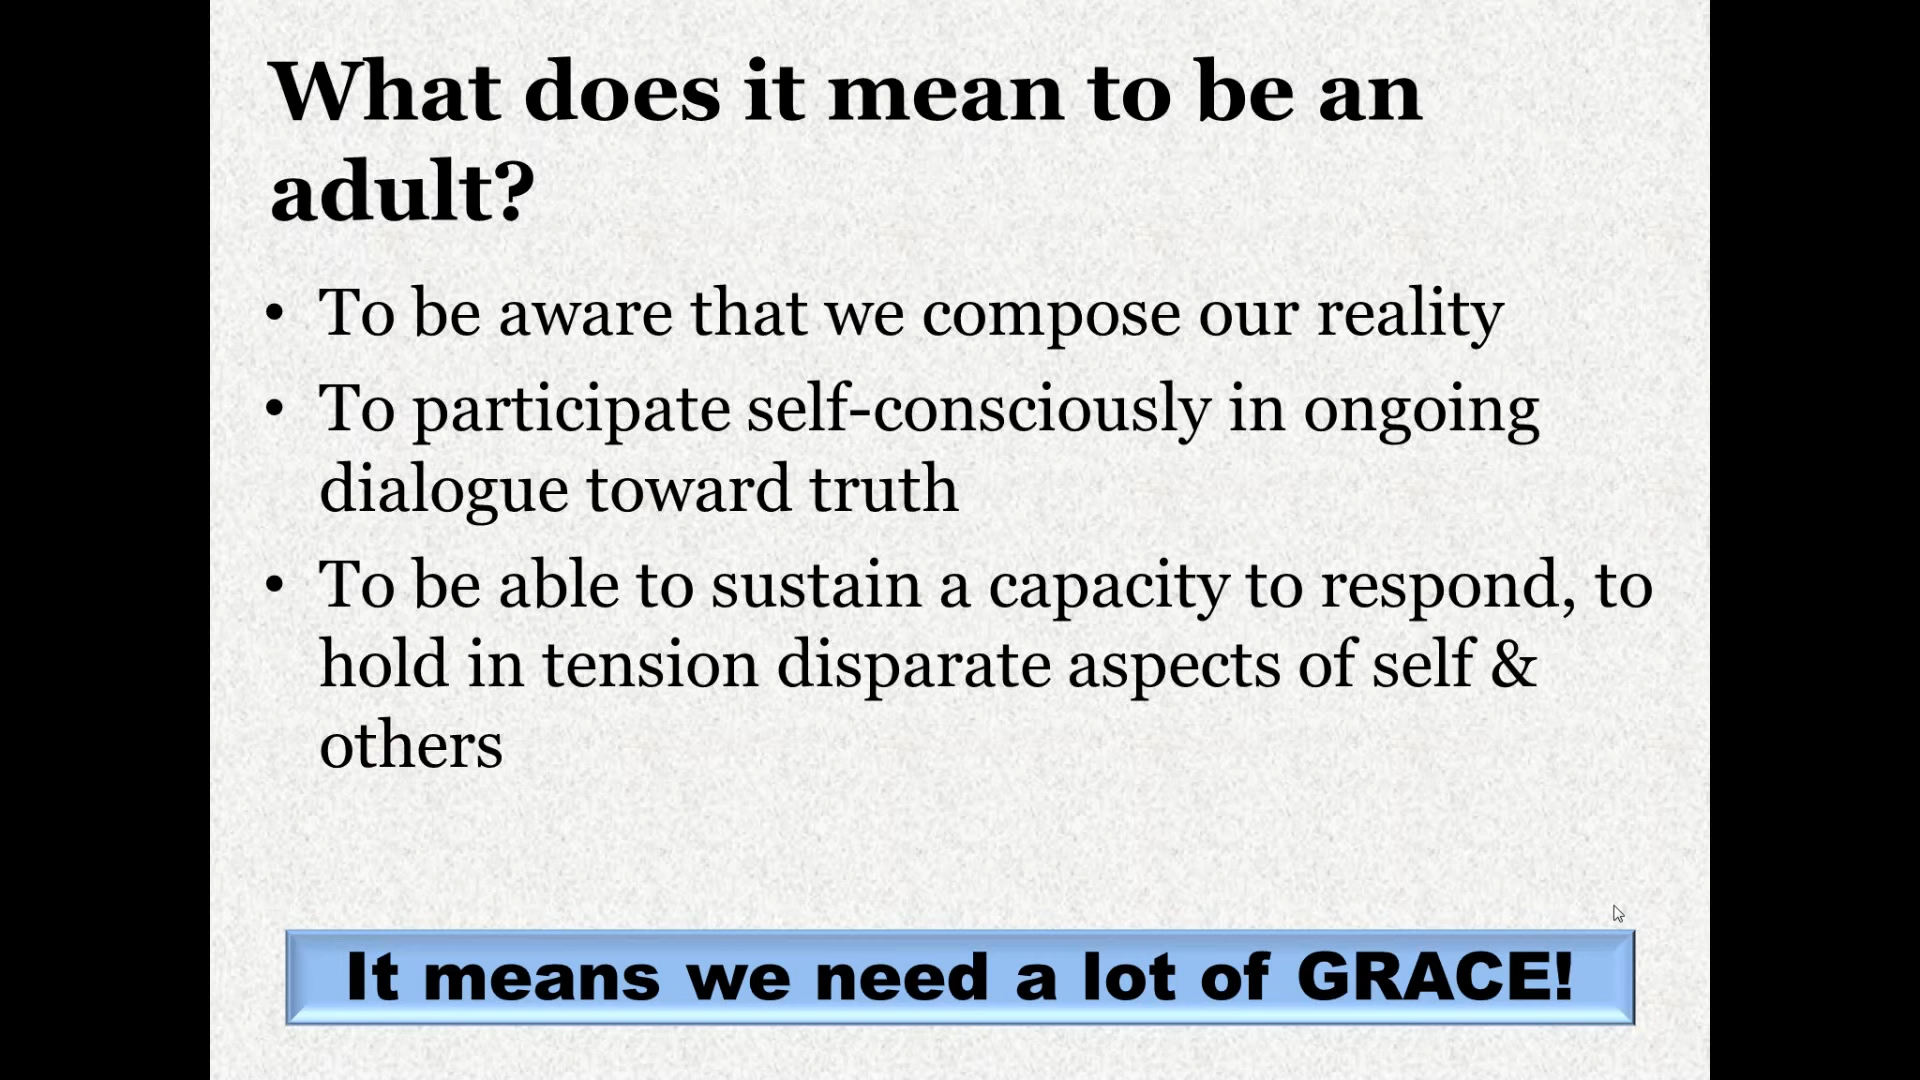 What does it mean to be an
adult?
• To be aware that we compose our reality
• To participate self-consciously in ongoing
dialogue toward truth
• To be able to sustain a capacity to respond, to
hold in tension disparate aspects of self &
others
It means we need a lot of GRACE!